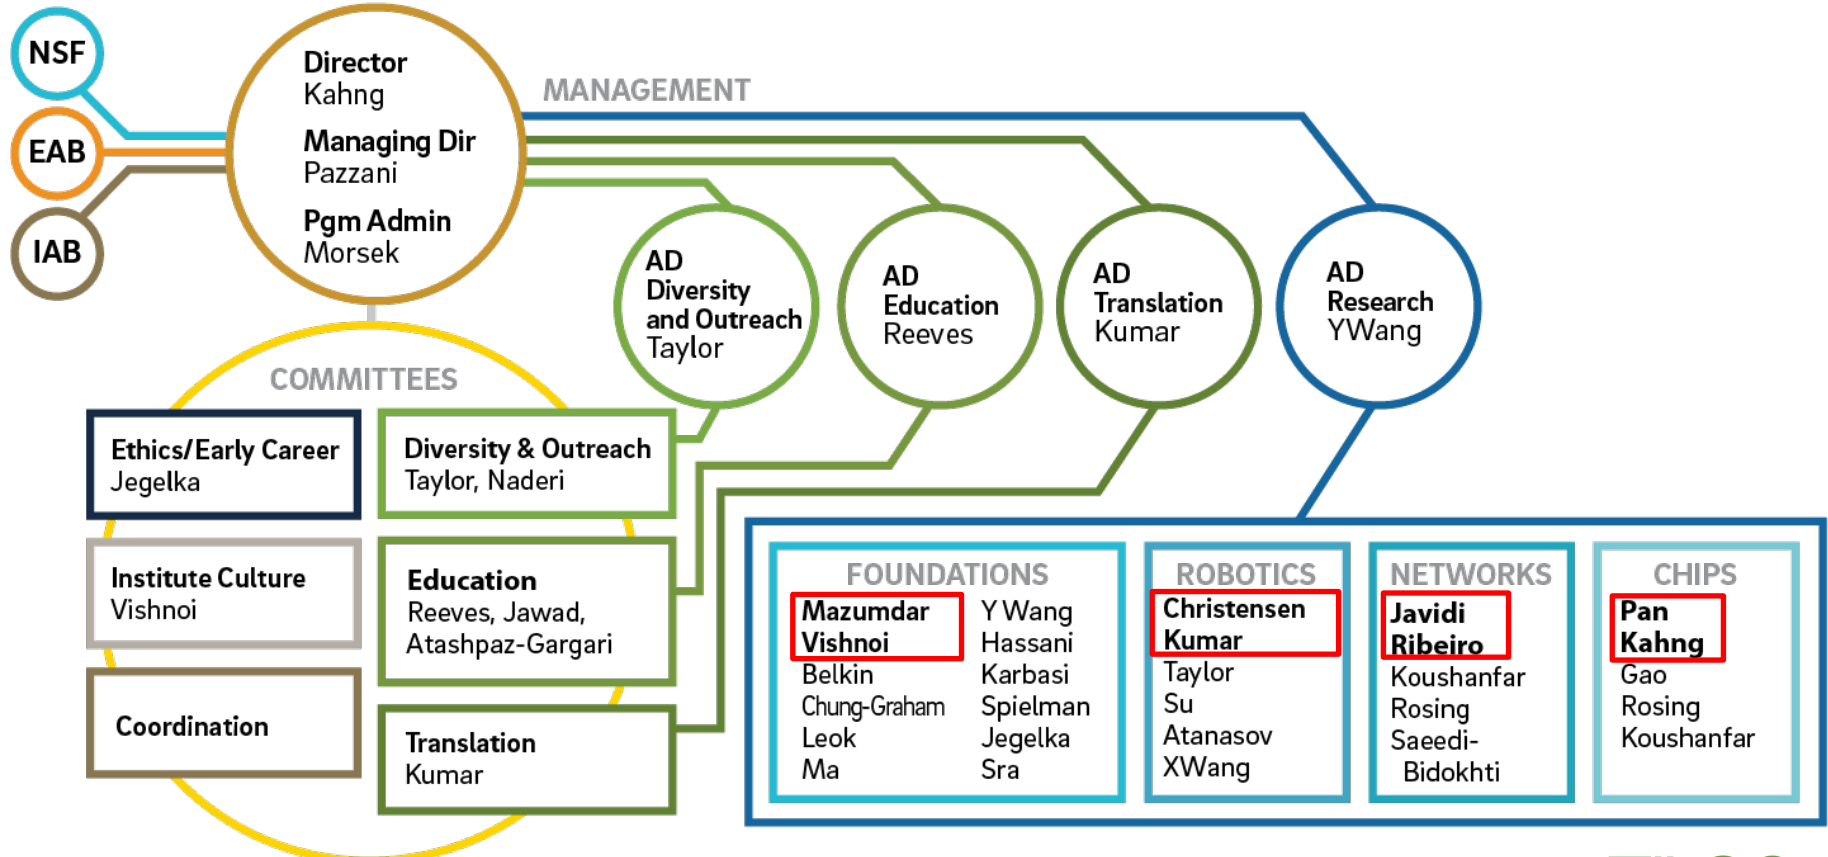 NSF
EAB
IAB
Director
Kahng
Managing Dir
Pazzani
Pgm Admin
Morsek
MANAGEMENT
AD
Diversity
and Outreach
Taylor
AD
Education
Reeves
AD
Translation
Kumar
AD
Research
YWang
COMMITTEES
Ethics/Early Career
Jegelka
Diversity & Outreach
Taylor, Naderi
Institute Culture
Vishnoi
Education
Reeves, Jawad,
Atashpaz-Gargari
Coordination
Translation
Kumar
FOUNDATIONS
Mazumdar
Vishnoi
Belkin
Chung-Graham
Leok
Ma
Y Wang
Hassani
Karbasi
Spielman
Jegelka
Sra
ROBOTICS
Christensen
Kumar
Taylor
Su
Atanasov
XWang
NETWORKS
Javidi
Ribeiro
Koushanfar
Rosing
Saeedi-
Bidokhti
CHIPS
Pan
Kahng
Gao
Rosing
Koushanfar